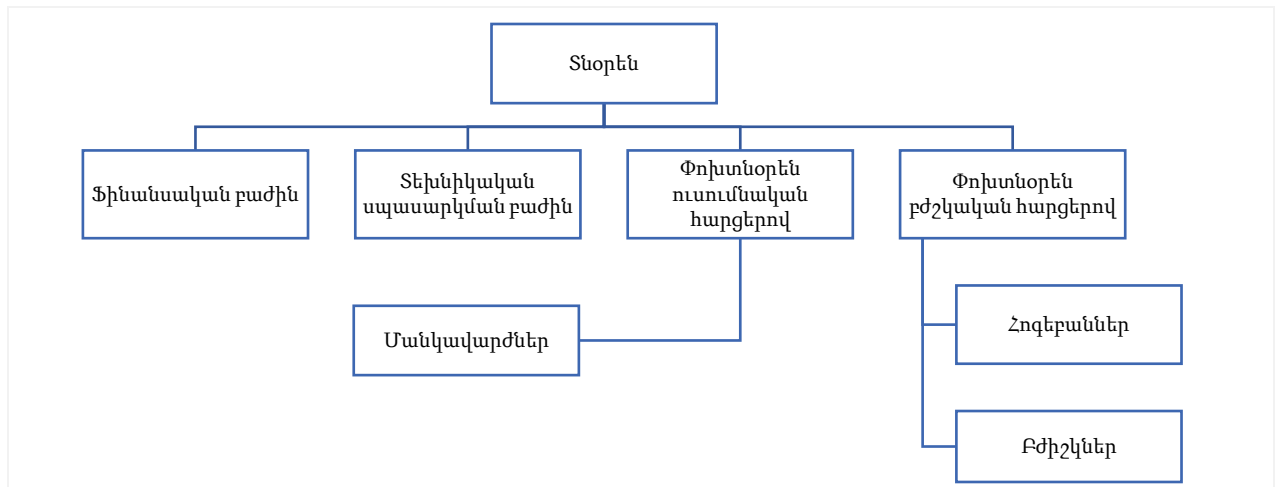 Տնօրեն
Ֆինանսական բաժին
Տեխնիկական
սպասարկման բաժին
Փոխտնօրեն
ուսումնական
հարցերով
Փոխտնօրեն
բժշկական հարցերով
Մանկավարժներ
Հոգեբաններ
Բժիշկներ